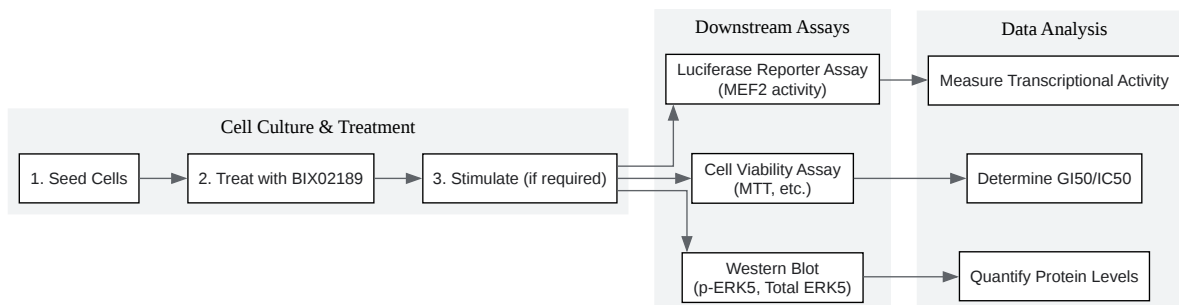 Downstream Assays
Data Analysis
Luciferase Reporter Assay
(MEF2 activity)
Measure Transcriptional Activity
Cell Culture & Treatment
1. Seed Cells
2. Treat with BIX02189
3. Stimulate (if required)
Cell Viability Assay
(MTT, etc.)
Determine GI50/IC50
Western Blot
(p-ERK5, Total ERK5)
Quantify Protein Levels